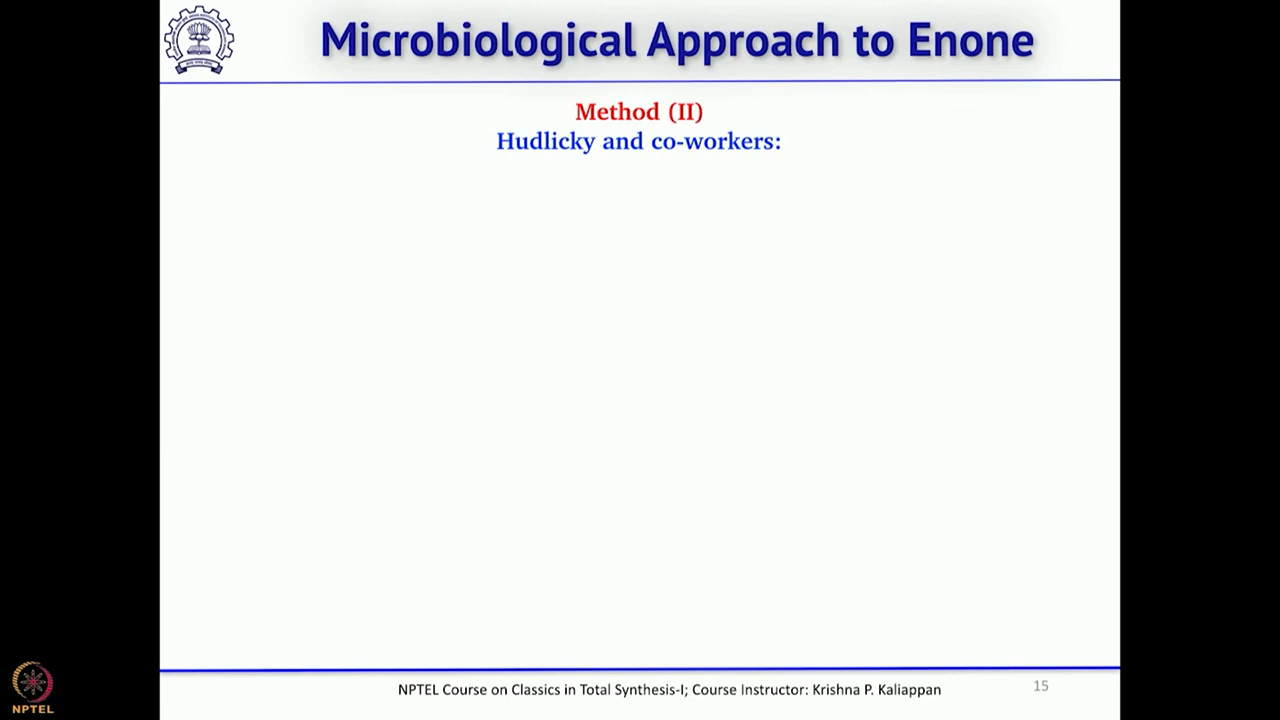 Microbiological Approach to Enone
Method (II)
Hudlicky and co-workers:
NPTEL Course on Classics in Total Synthesis-I; Course Instructor: Krishna P. Kaliappan
15
NPTEL